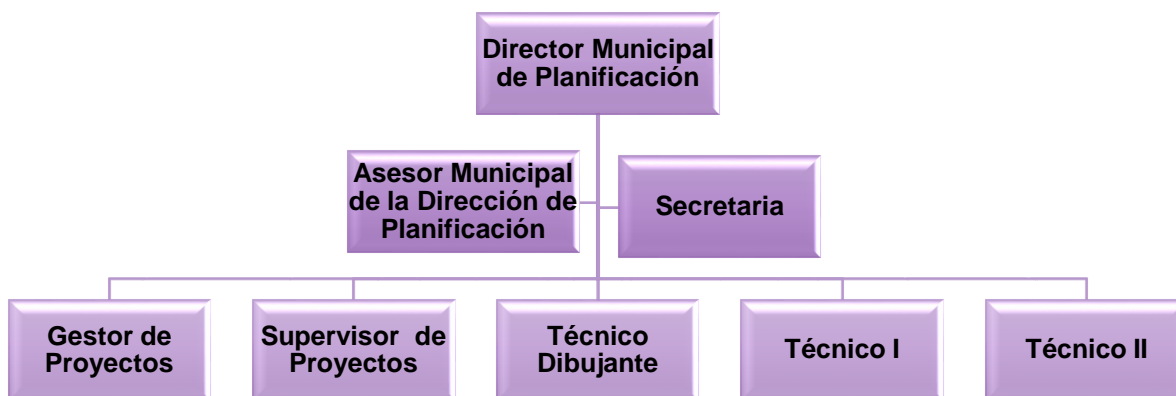 Director Municipal
de Planificación
Asesor Municipal
de la Dirección de
Planificación
Secretaria
Gestor de
Proyectos
Supervisor de
Proyectos
Técnico
Dibujante
Técnico I
Técnico II